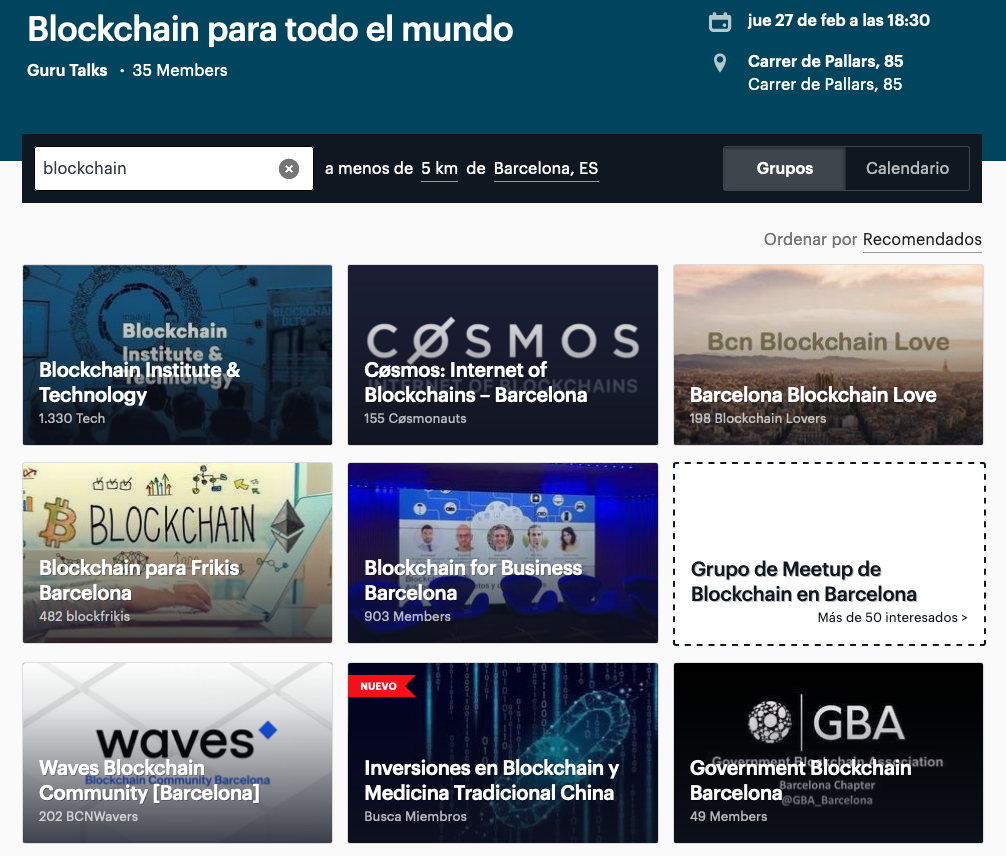 Blockchain para todo el mundo
Guru Talks · 35 Members
jue 27 de feb a las 18:30
Carrer de Pallars, 85
Carrer de Pallars, 85
blockchain
a menos de 5 km de Barcelona, ES
Grupos
Calendario
Ordenar por Recomendados
madrid
Blockchain
Institute &
Technology
Blockchain Institute &
Technology
1.330 Tech
CØSMOS
INTERNET OF BLOCKCHAINS
Cøsmos: Internet of
Blockchains – Barcelona
155 Cøsmonauts
Bcn Blockchain Love
Barcelona Blockchain Love
198 Blockchain Lovers
BLOCKCHAIN
Blockchain para Frikis
Barcelona
482 blockfrikis
Blockchain for Business
Barcelona
903 Members
Grupo de Meetup de
Blockchain en Barcelona
Más de 50 interesados >
waves
Blockchain Community Barcelona
Waves Blockchain
Community [Barcelona]
202 BCNWavers
NUEVO
Inversiones en Blockchain y
Medicina Tradicional China
Busca Miembros
GBA
Government Blockchain Association
Barcelona Chapter
@GBA_Barcelona
Government Blockchain
Barcelona
49 Members